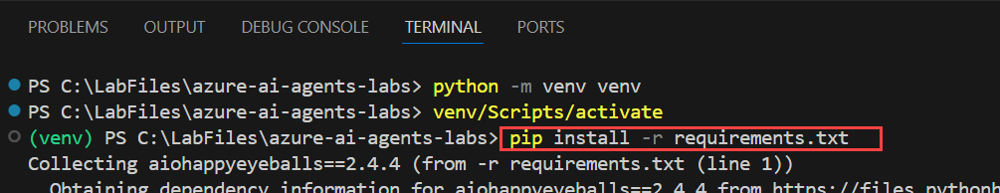 PROBLEMS OUTPUT DEBUG CONSOLE TERMINAL PORTS
PS C:\LabFiles\azure-ai-agents-labs> python -m venv venv
PS C:\LabFiles\azure-ai-agents-labs> venv/Scripts/activate
(venv) PS C:\LabFiles\azure-ai-agents-labs> pip install -r requirements.txt
Collecting aiohappyeyeballs==2.4.4 (from -r requirements.txt (line 1))
Obtaining dependency information for aiohappyeyeballs==2.4.4 from https://files.pythonh